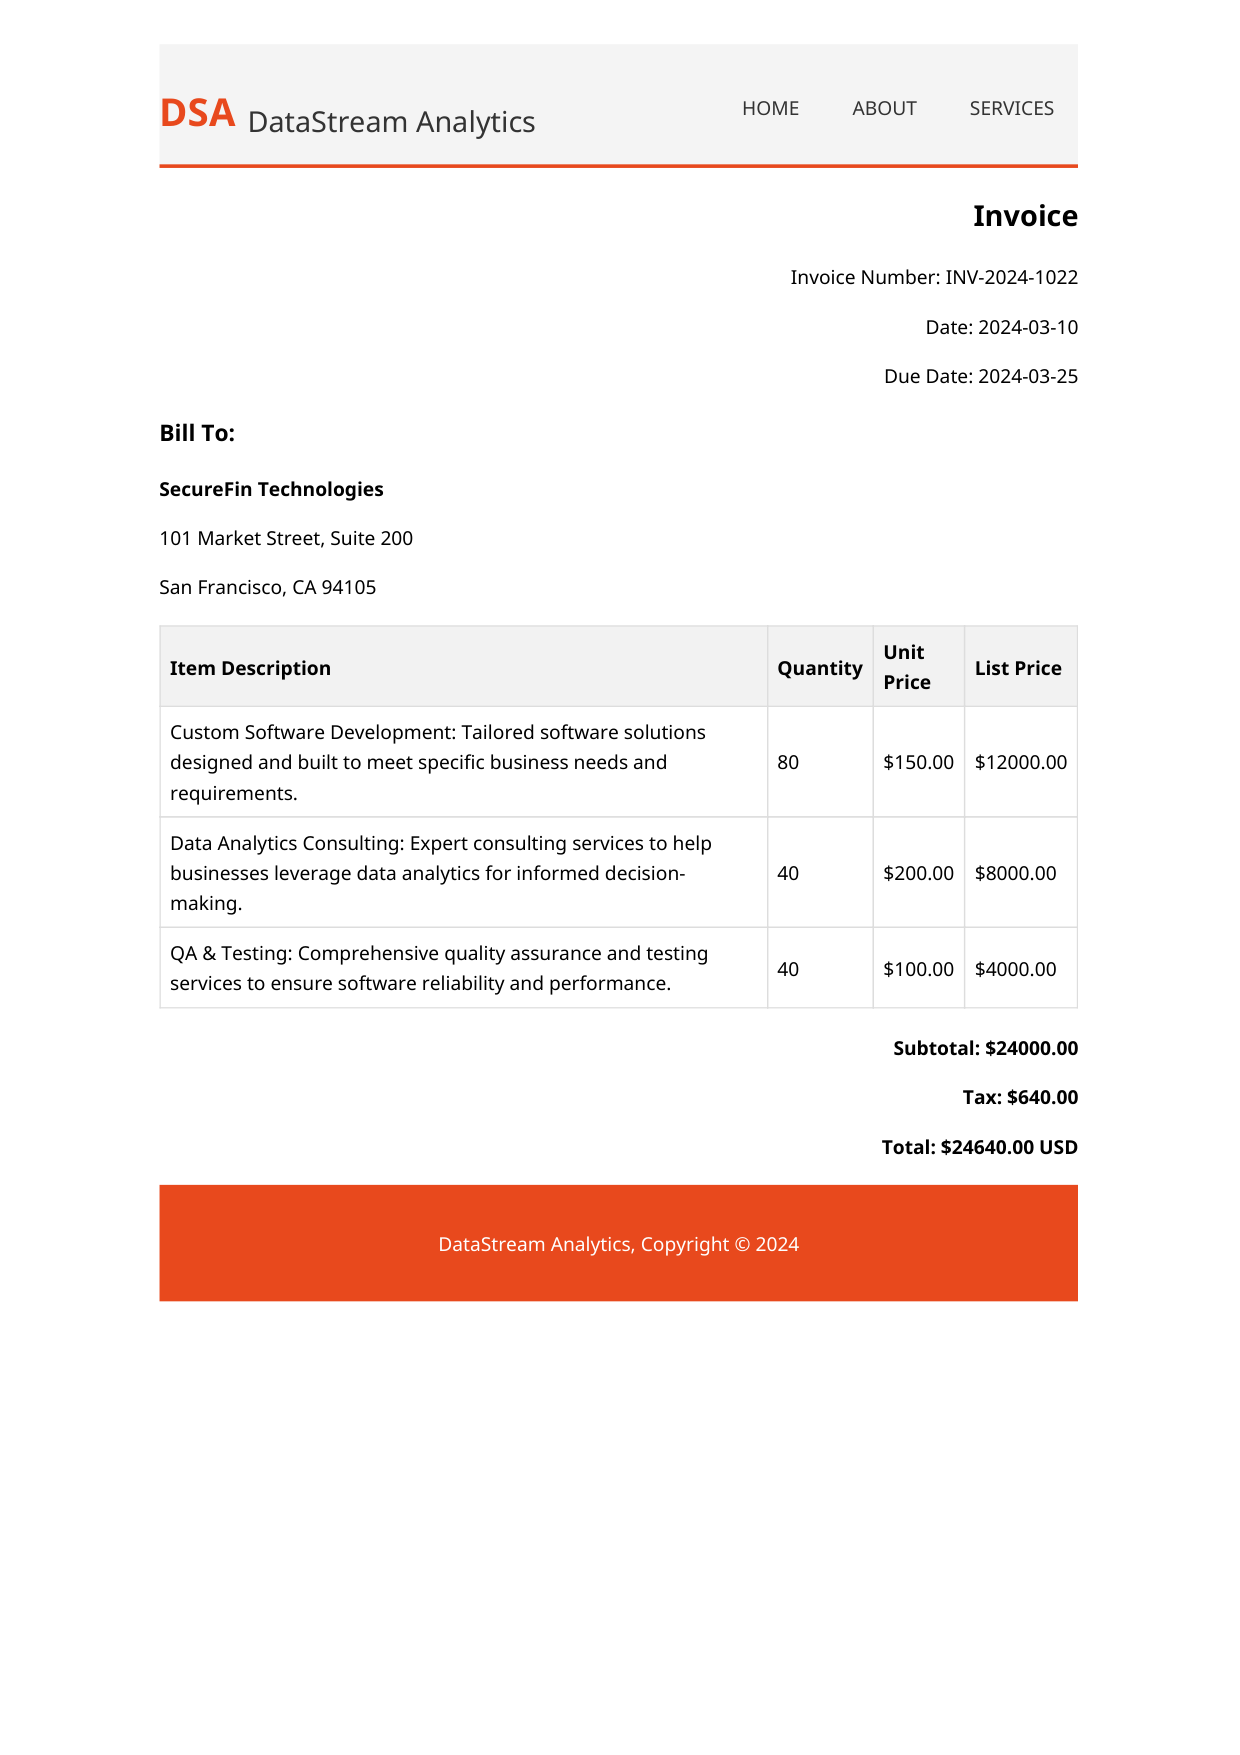 DSA DataStream Analytics HOME ABOUT SERVICES
Invoice
Invoice Number: INV-2024-1022
Date: 2024-03-10
Due Date: 2024-03-25
Bill To:
SecureFin Technologies
101 Market Street, Suite 200
San Francisco, CA 94105
Item Description Quantity Unit Price List Price
Custom Software Development: Tailored software solutions
designed and built to meet specific business needs and
requirements.
80 $150.00 $12000.00
Data Analytics Consulting: Expert consulting services to help
businesses leverage data analytics for informed decision-
making.
40 $200.00 $8000.00
QA & Testing: Comprehensive quality assurance and testing
services to ensure software reliability and performance.
40 $100.00 $4000.00
Subtotal: $24000.00
Tax: $640.00
Total: $24640.00 USD
DataStream Analytics, Copyright © 2024